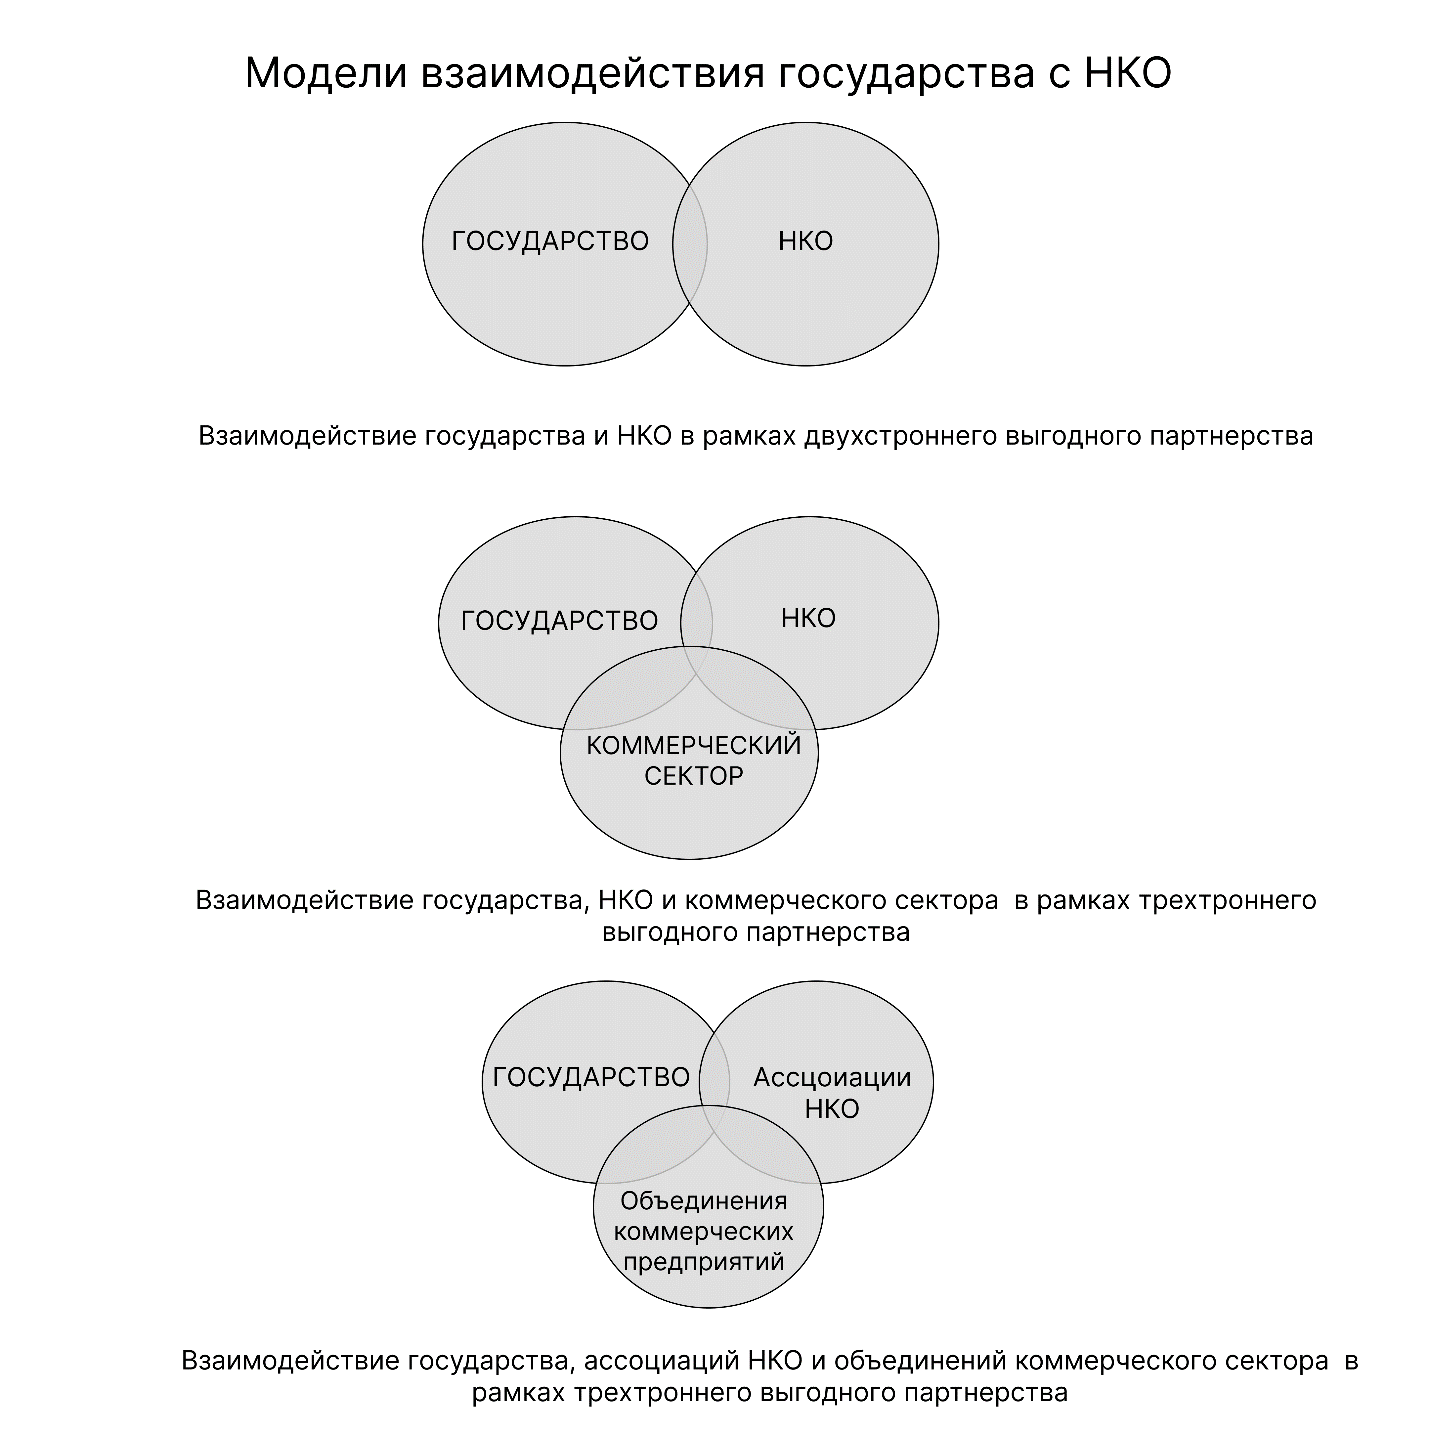 Модели взаимодействия государства с НКО
ГОСУДАРСТВО
НКО
Взаимодействие государства и НКО в рамках двухстроннего выгодного партнерства
ГОСУДАРСТВО
НКО
КОММЕРЧЕСКИЙ
СЕКТОР
Взаимодействие государства, НКО и коммерческого сектора в рамках трехтроннего
выгодного партнерства
ГОСУДАРСТВО
Ассцоиации
НКО
Объединения
коммерческих
предприятий
Взаимодействие государства, ассоциаций НКО и объединений коммерческого сектора в
рамках трехтроннего выгодного партнерства